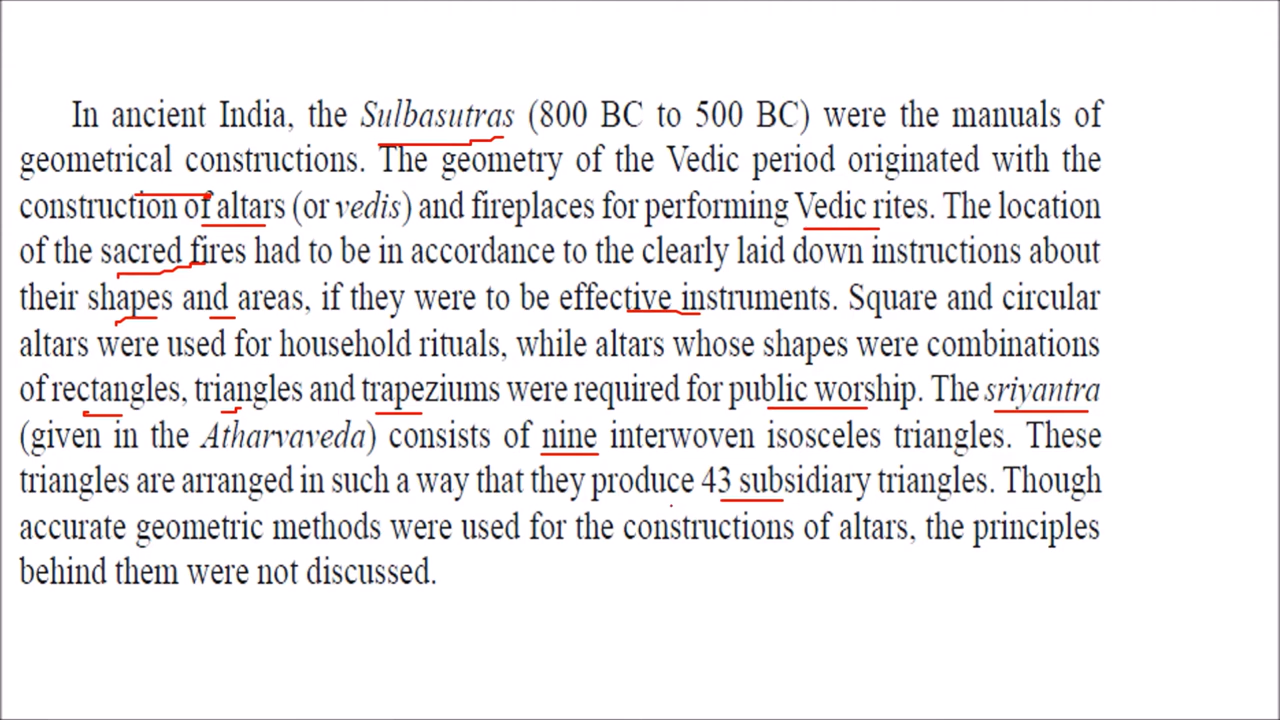 In ancient India, the Sulbasutras (800 BC to 500 BC) were the manuals of
geometrical constructions. The geometry of the Vedic period originated with the
construction of altars (or vedis) and fireplaces for performing Vedic rites. The location
of the sacred fires had to be in accordance to the clearly laid down instructions about
their shapes and areas, if they were to be effective instruments. Square and circular
altars were used for household rituals, while altars whose shapes were combinations
of rectangles, triangles and trapeziums were required for public worship. The sriyantra
(given in the Atharvaveda) consists of nine interwoven isosceles triangles. These
triangles are arranged in such a way that they produce 43 subsidiary triangles. Though
accurate geometric methods were used for the constructions of altars, the principles
behind them were not discussed.